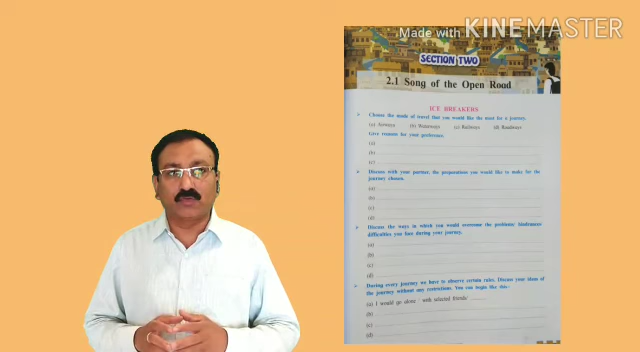 Made with KINEMASTER
SECTION TWO
2.1 Song of the Open Road
ICE BREAKERS
Choose the mode of travel that you would like the most for a journey.
(a) Airways (b) Waterways (c) Railways (d) Roadways
Give reasons for your preference.
(a)
(b)
(c)
Discuss with your partner, the preparations you would like to make for the
journey chosen.
(a)
(b)
(c)
(d)
Discuss the ways in which you would overcome the problems/ hindrances/
difficulties you face during your journey.
(a)
(b)
(c)
(d)
During every journey we have to observe certain rules. Discuss your ideas of
the journey without any restrictions. You can begin like this-
(a) I would go alone / with selected friends/
(b)
(c)
(d)